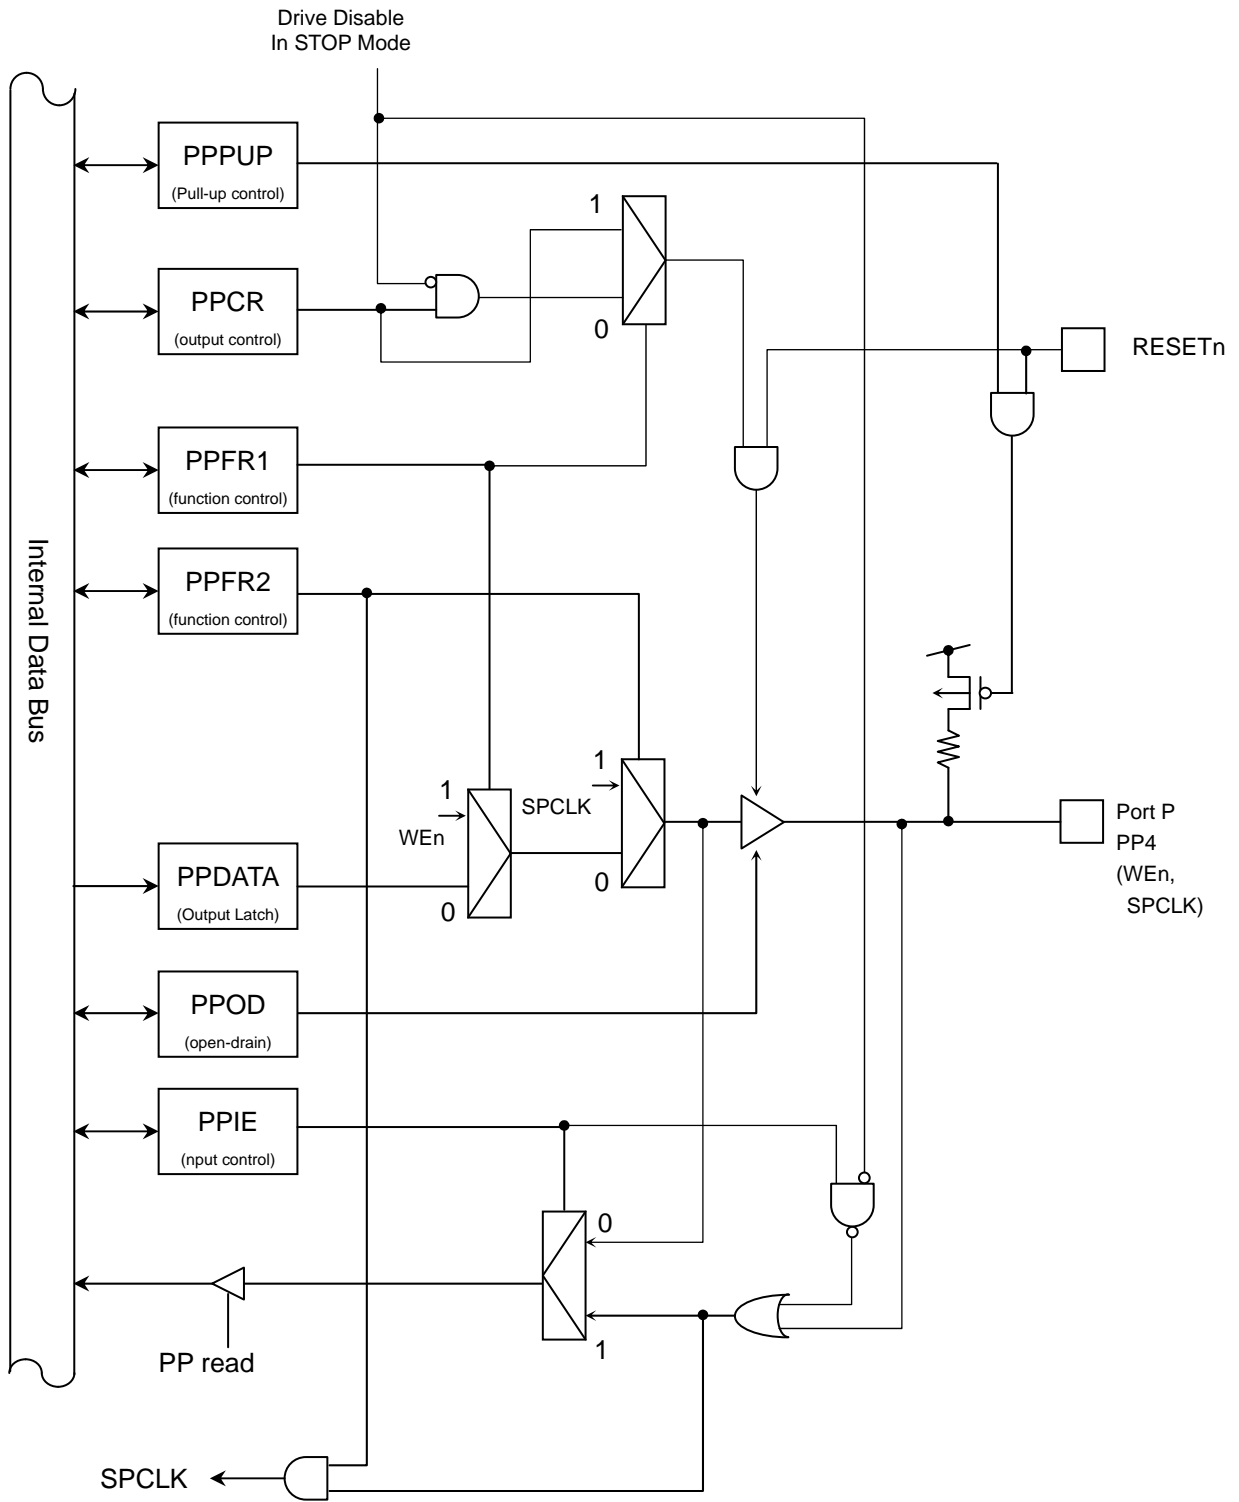 Drive Disable
In STOP Mode
PPPUP
(Pull-up control)
1
PPCR
(output control)
0
RESETn
PPFR1
(function control)
PPFR2
(function control)
Internal Data Bus
1
SPCLK
1
WEn
0
0
PPDATA
(Output Latch)
Port P
PP4
(WEn,
SPCLK)
PPOD
(open-drain)
PPIE
(nput control)
0
1
PP read
SPCLK